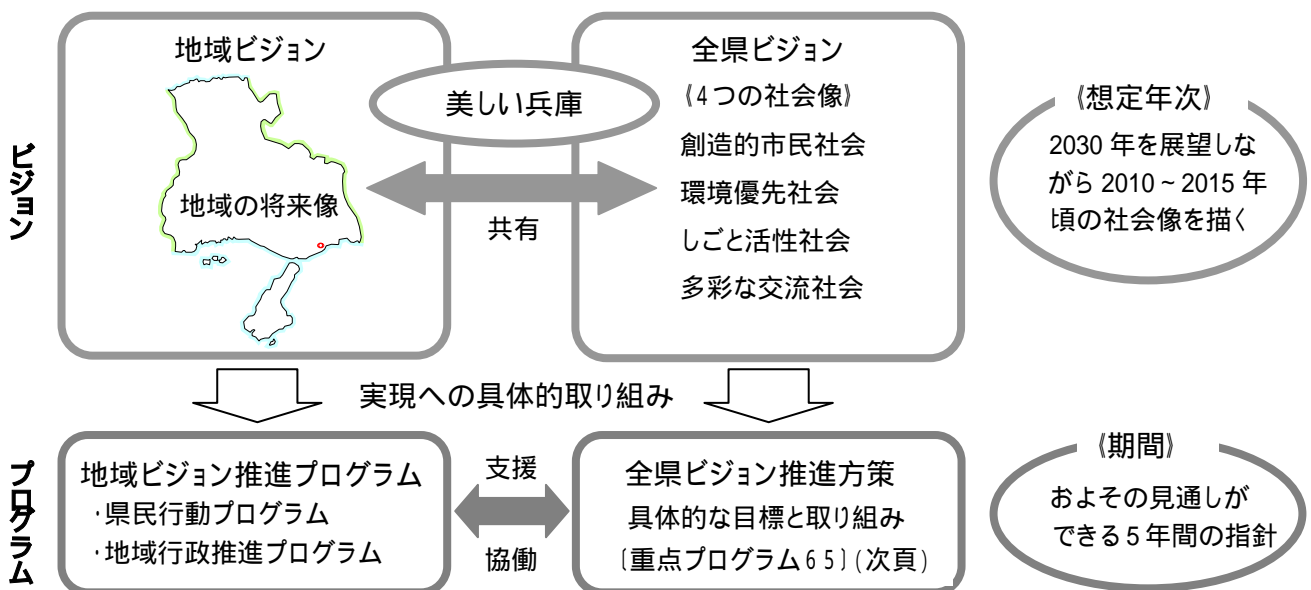 ビジョン
地域ビジョン
地域の将来像
美しい兵庫
共有
全県ビジョン
《4つの社会像》
創造的市民社会
環境優先社会
しごと活性社会
多彩な交流社会
《想定年次》
2030年を展望しな
がら2010~2015年
頃の社会像を描く
実現への具体的取り組み
プログラム
地域ビジョン推進プログラム
・県民行動プログラム
・地域行政推進プログラム
支援
協働
全県ビジョン推進方策
具体的な目標と取り組み
〔重点プログラム65〕(次頁)
《期間》
およその見通しが
できる5年間の指針